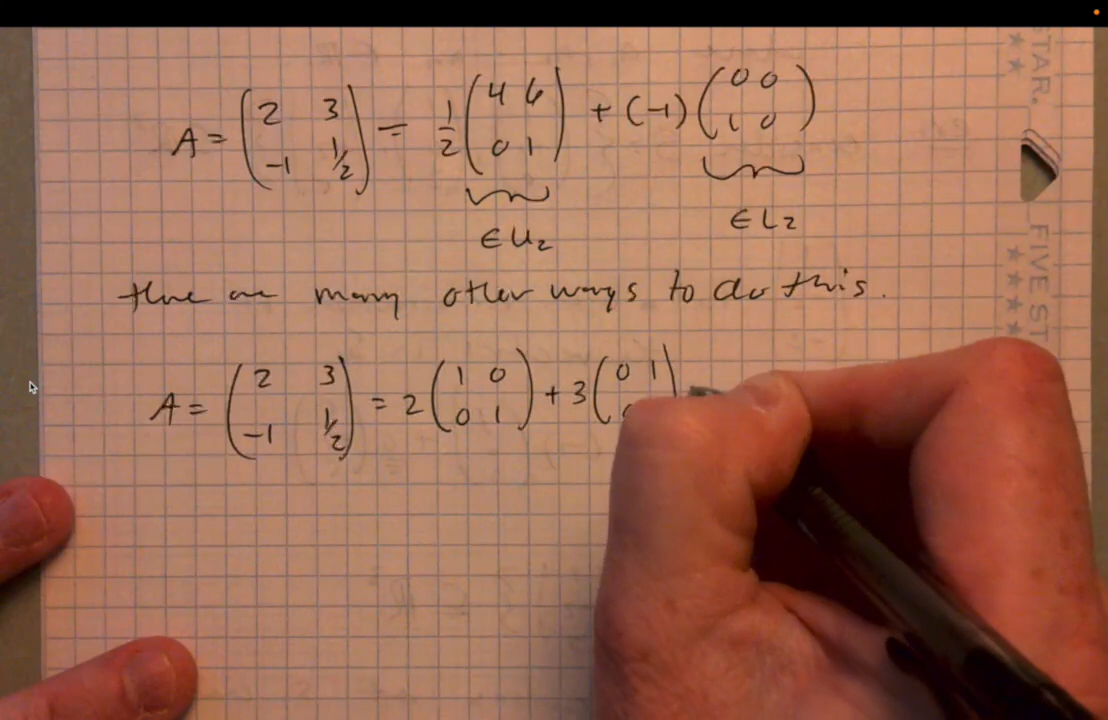 A = ( 2 3 ; -1 1/2 ) = 1/2 ( 4 6 ; 0 1 ) + (-1) ( 0 0 ; 1 0 )
∈ U2 ∈ L2
there are many other ways to do this.
A = ( 2 3 ; -1 1/2 ) = 2 ( 1 0 ; 0 1 ) + 3 ( 0 1
STAR.
FIVE ST